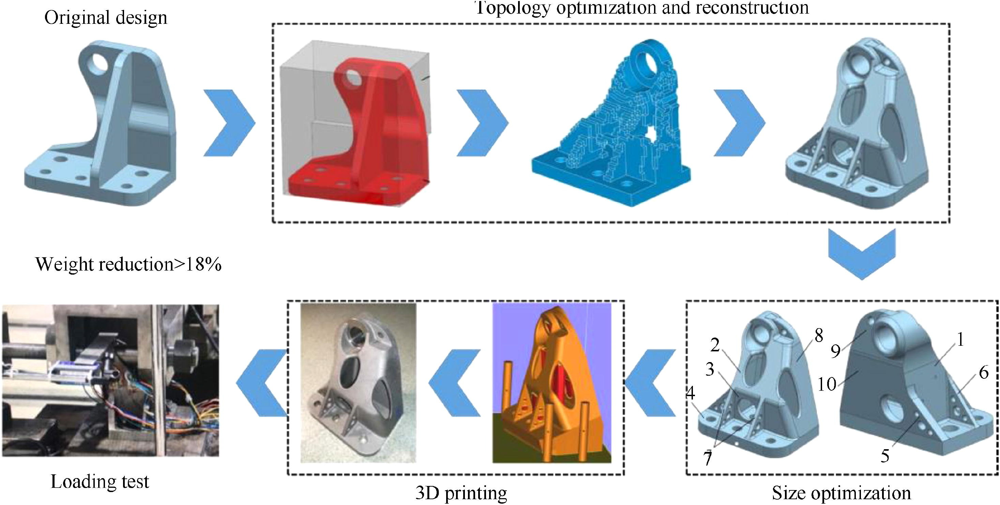 Topology optimization and reconstruction
Original design
Weight reduction>18%
2
3
4
7
8
9
10
1
6
5
Loading test
3D printing
Size optimization